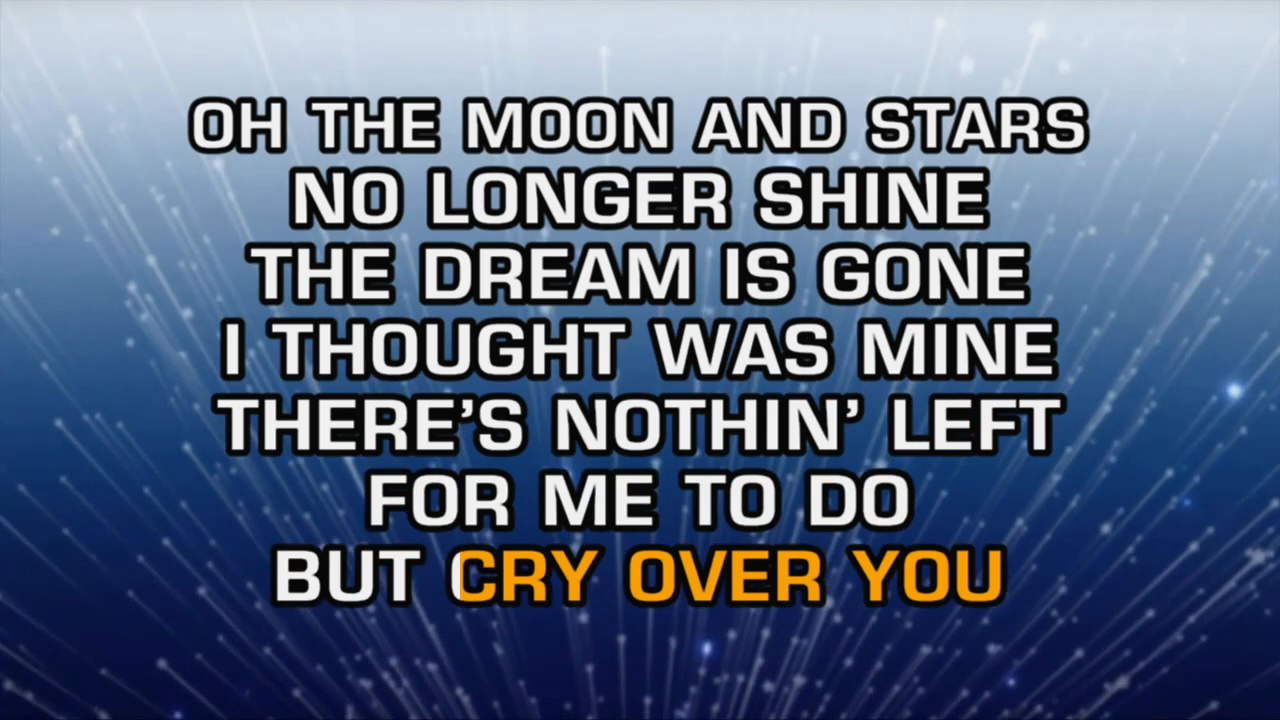 OH THE MOON AND STARS
NO LONGER SHINE
THE DREAM IS GONE
I THOUGHT WAS MINE
THERE’S NOTHIN’ LEFT
FOR ME TO DO
BUT CRY OVER YOU